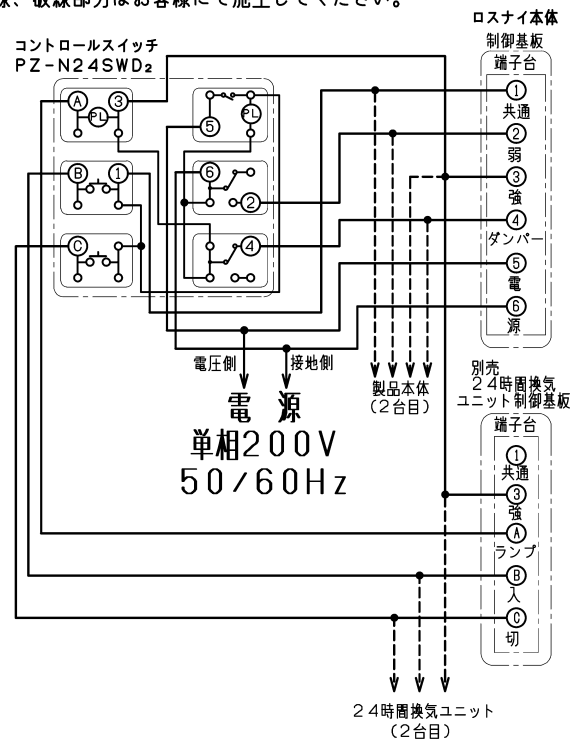 線、破線部分はお客様にて施工してください。
ロスナイ本体
コントロールスイッチ
PZ-N24SWD₂
制御基板
端子台
A
3
PL
5
PL
B
1
6
2
C
4
1
共通
2
弱
3
強
4
ダンパー
5
電
6
源
電圧側
接地側
電 源
単相200V
50/60Hz
製品本体
(2台目)
別売
24時間換気
ユニット制御基板
端子台
1
共通
3
強
A
ランプ
B
入
C
切
24時間換気ユニット
(2台目)